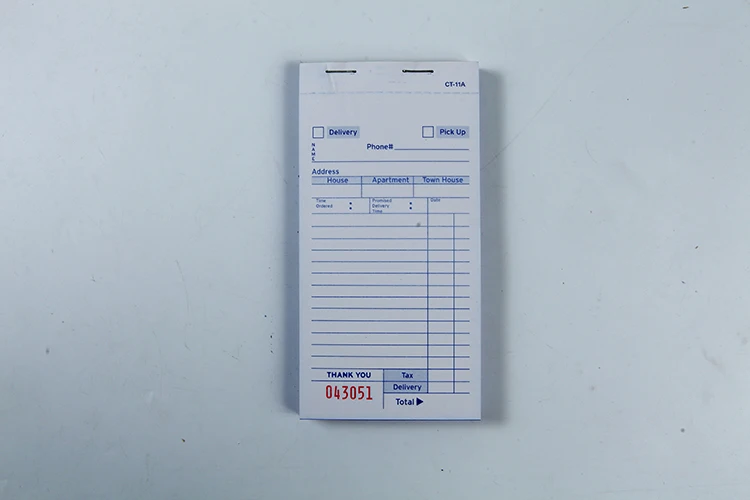 CT-11A
Delivery Pick Up
NAME Phone#
Address
House Apartment Town House
Time Ordered : Promised Delivery Time : Date
THANK YOU Tax
043051 Delivery
Total